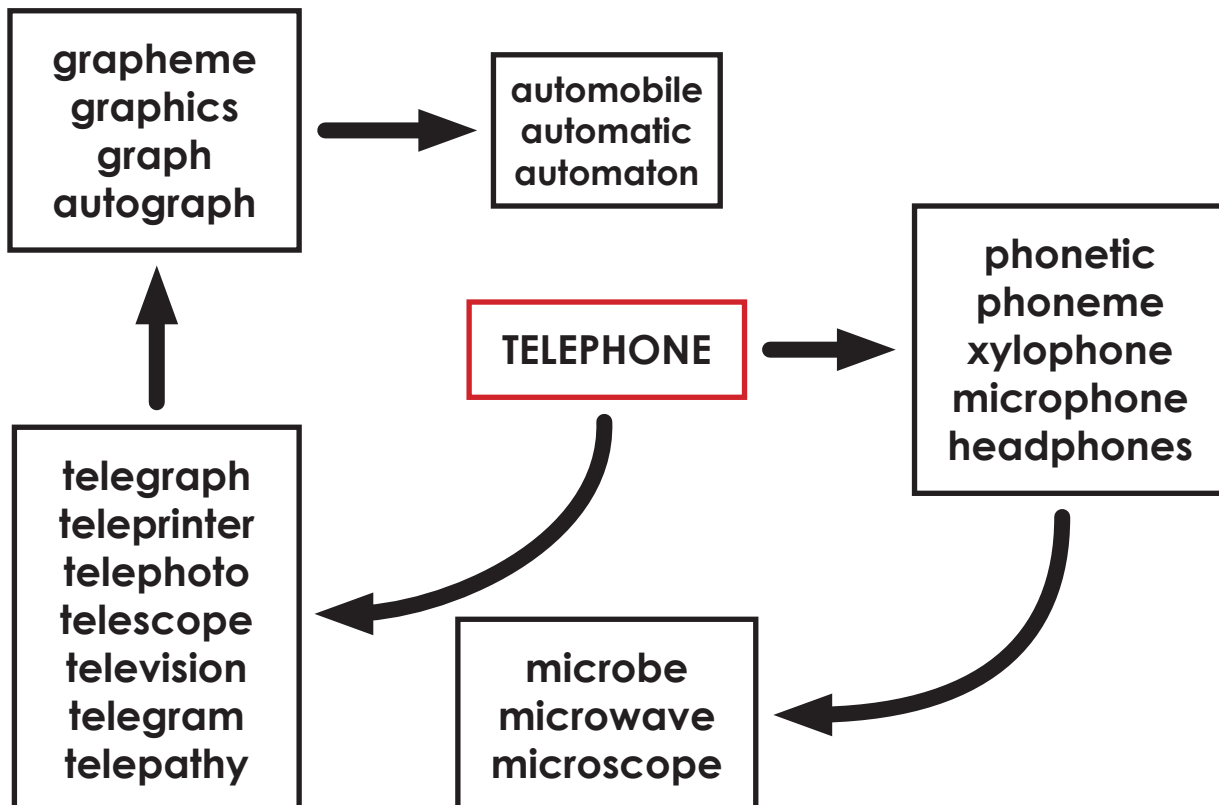 grapheme
graphics
graph
autograph
automobile
automatic
automaton
phonetic
phoneme
xylophone
microphone
headphones
TELEPHONE
telegraph
teleprinter
telephoto
telescope
television
telegram
telepathy
microbe
microwave
microscope